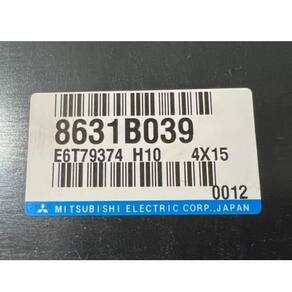 8631B039
E6T79374 H10 4X15
0012
MITSUBISHI ELECTRIC CORP., JAPAN